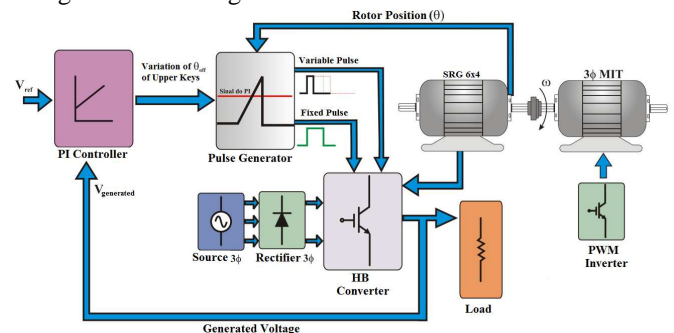 Rotor Position (θ)
V ref
Variation of θoff
of Upper Keys
Sinal do PI
Variable Pulse
Fixed Pulse
PI Controller
Pulse Generator
SRG 6x4
ω
3ϕ MIT
Vgenerated
Source 3ϕ
Rectifier 3ϕ
HB
Converter
Load
PWM
Inverter
Generated Voltage